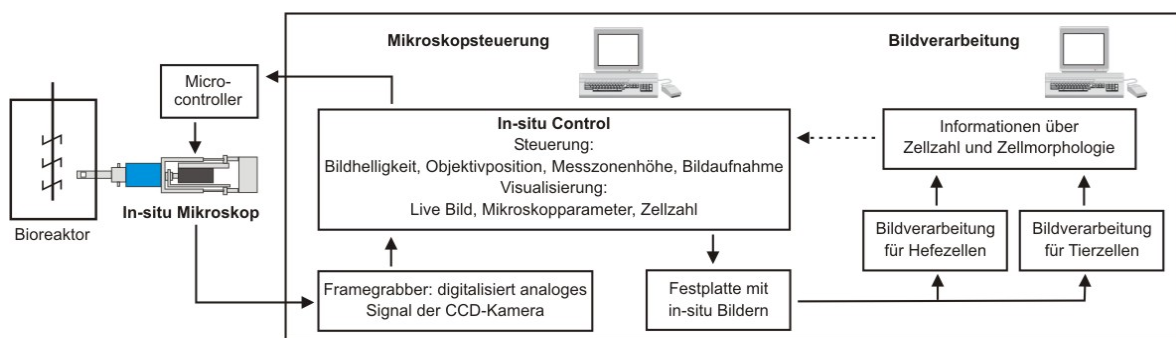 Mikroskopsteuerung
Bildverarbeitung
Micro-
controller
In-situ Mikroskop
Bioreaktor
In-situ Control
Steuerung:
Bildhelligkeit, Objektivposition, Messzonenhöhe, Bildaufnahme
Visualisierung:
Live Bild, Mikroskopparameter, Zellzahl
Informationen über
Zellzahl und Zellmorphologie
Bildverarbeitung
für Hefezellen
Bildverarbeitung
für Tierzellen
Framegrabber: digitalisiert analoges
Signal der CCD-Kamera
Festplatte mit
in-situ Bildern